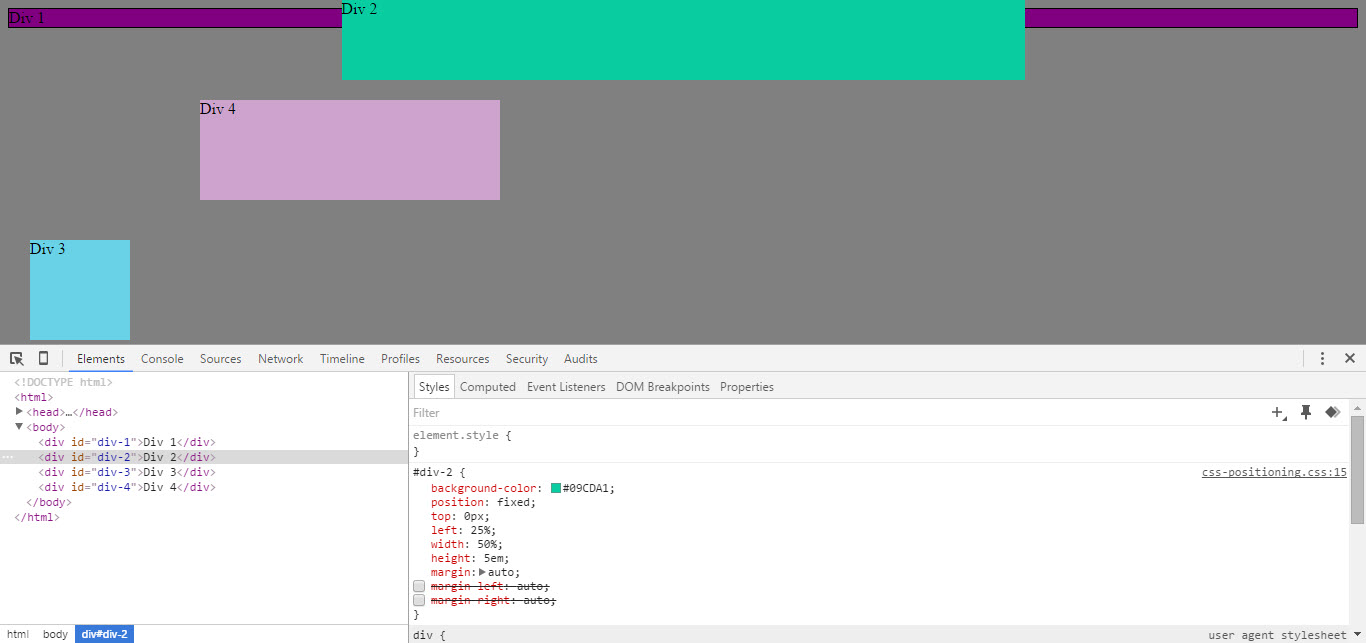 Div 1
Div 2
Div 4
Div 3
Elements Console Sources Network Timeline Profiles Resources Security Audits
<!DOCTYPE html>
<html>
<head>…</head>
<body>
<div id="div-1">Div 1</div>
... <div id="div-2">Div 2</div>
<div id="div-3">Div 3</div>
<div id="div-4">Div 4</div>
</body>
</html>
html body div#div-2
Styles Computed Event Listeners DOM Breakpoints Properties
Filter
element.style {
}
#div-2 { css-positioning.css:15
background-color: #09CDA1;
position: fixed;
top: 0px;
left: 25%;
width: 50%;
height: 5em;
margin: auto;
margin-left: auto;
margin-right: auto;
}
div { user agent stylesheet